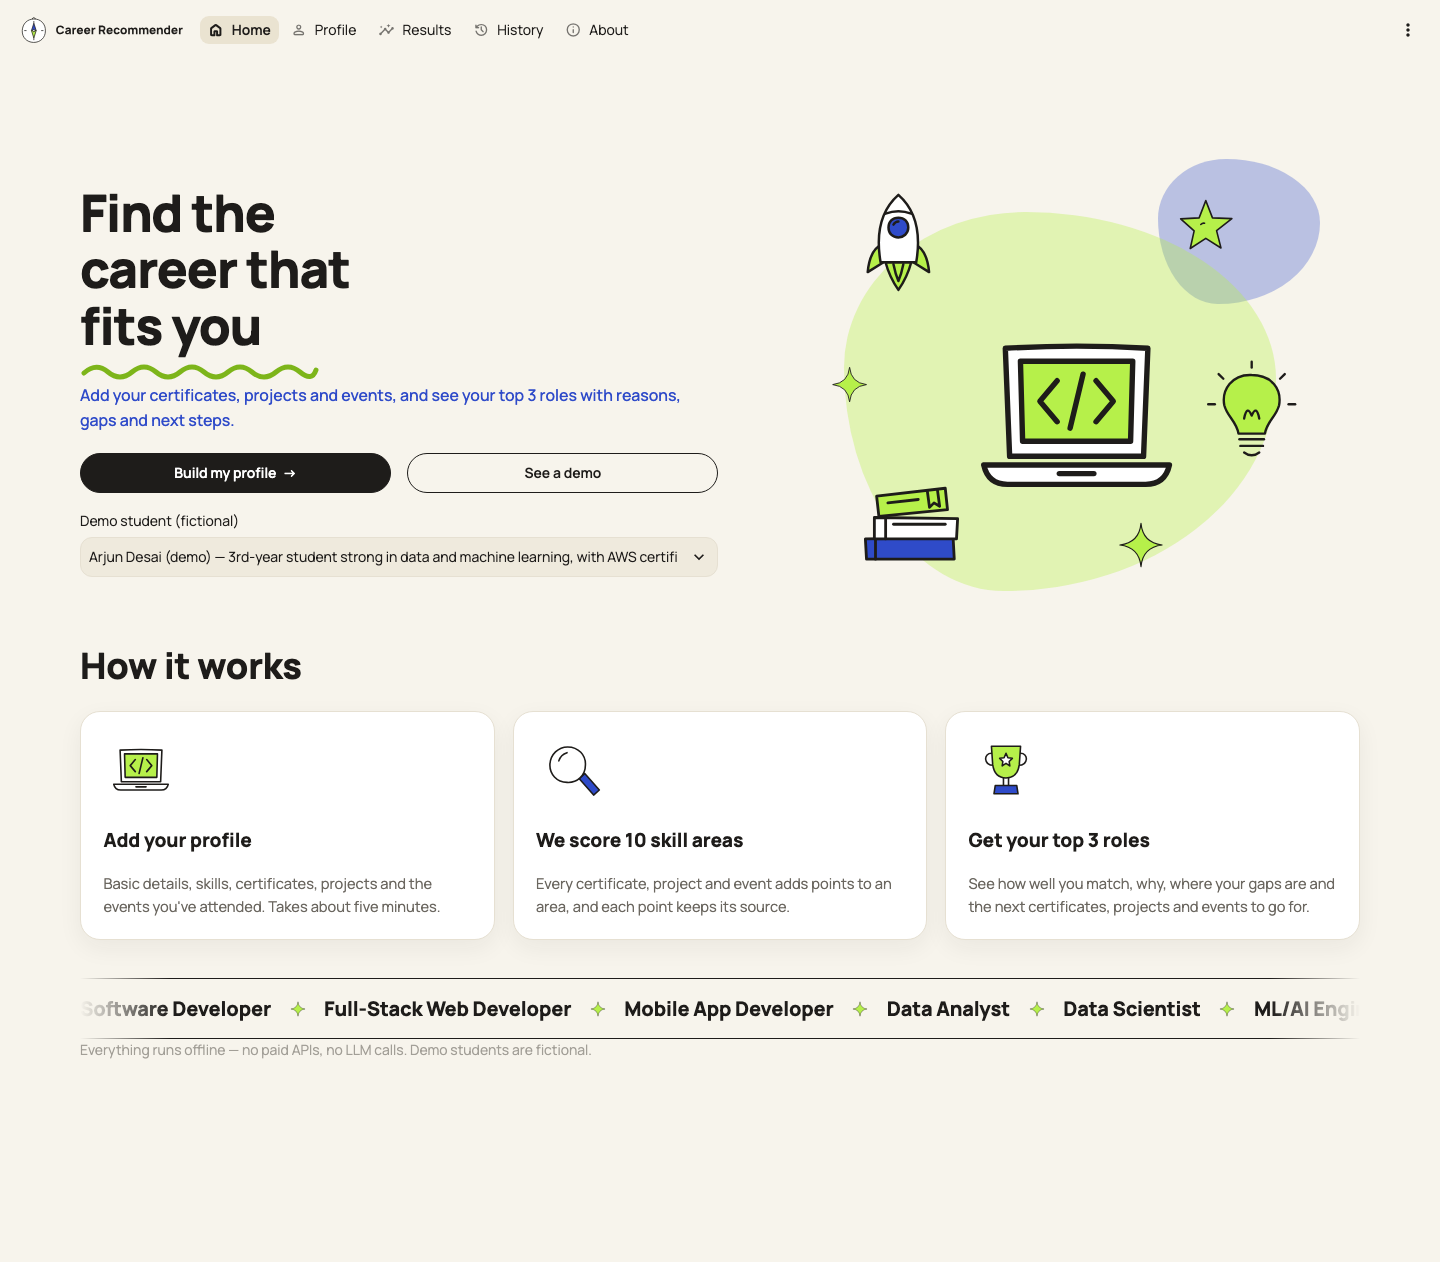 Career Recommender
Home
Profile
Results
History
About
Find the
career that
fits you
Add your certificates, projects and events, and see your top 3 roles with reasons,
gaps and next steps.
Build my profile →
See a demo
Demo student (fictional)
Arjun Desai (demo) — 3rd-year student strong in data and machine learning, with AWS certifi
How it works
Add your profile
Basic details, skills, certificates, projects and the
events you've attended. Takes about five minutes.
We score 10 skill areas
Every certificate, project and event adds points to an
area, and each point keeps its source.
Get your top 3 roles
See how well you match, why, where your gaps are and
the next certificates, projects and events to go for.
Software Developer
Full-Stack Web Developer
Mobile App Developer
Data Analyst
Data Scientist
ML/AI Engi
Everything runs offline — no paid APIs, no LLM calls. Demo students are fictional.